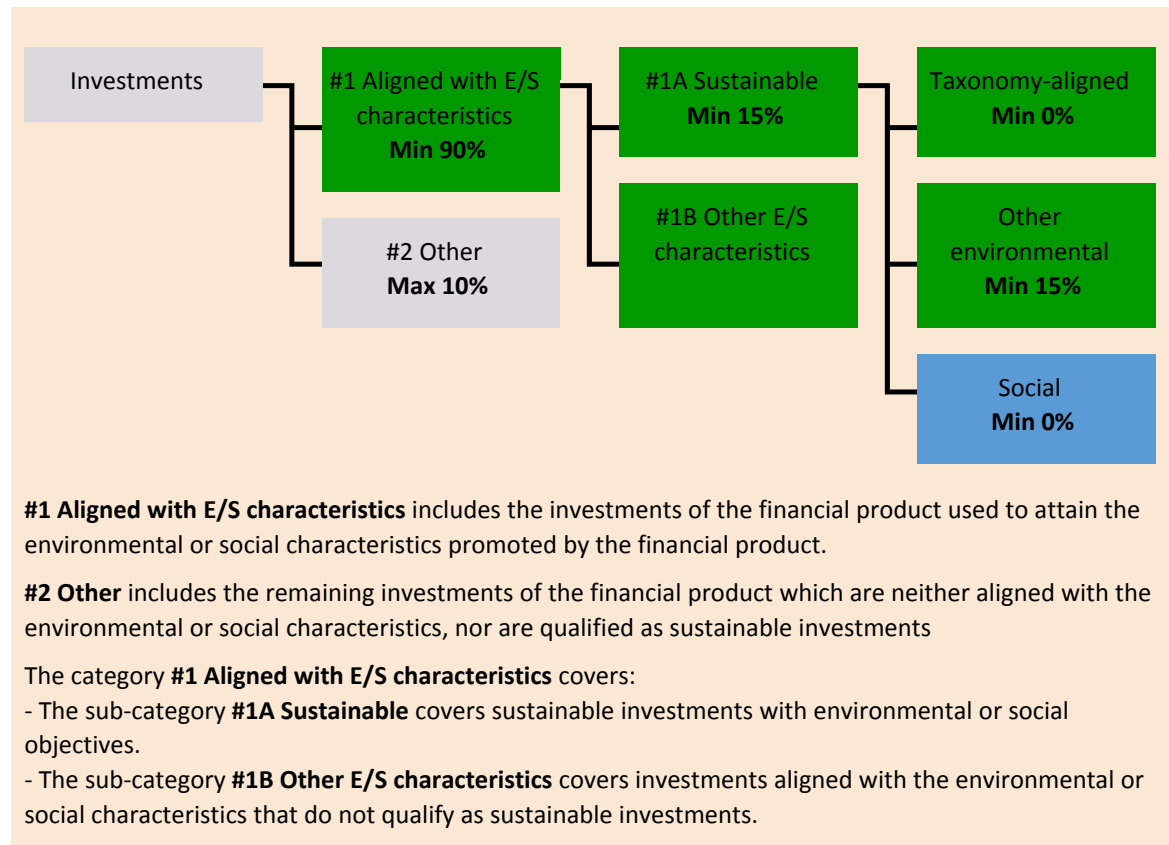 Investments
#1 Aligned with E/S
characteristics
Min 90%
#2 Other
Max 10%
#1A Sustainable
Min 15%
#1B Other E/S
characteristics
Taxonomy-aligned
Min 0%
Other
environmental
Min 15%
Social
Min 0%
#1 Aligned with E/S characteristics includes the investments of the financial product used to attain the
environmental or social characteristics promoted by the financial product.
#2 Other includes the remaining investments of the financial product which are neither aligned with the
environmental or social characteristics, nor are qualified as sustainable investments
The category #1 Aligned with E/S characteristics covers:
- The sub-category #1A Sustainable covers sustainable investments with environmental or social
objectives.
- The sub-category #1B Other E/S characteristics covers investments aligned with the environmental or
social characteristics that do not qualify as sustainable investments.